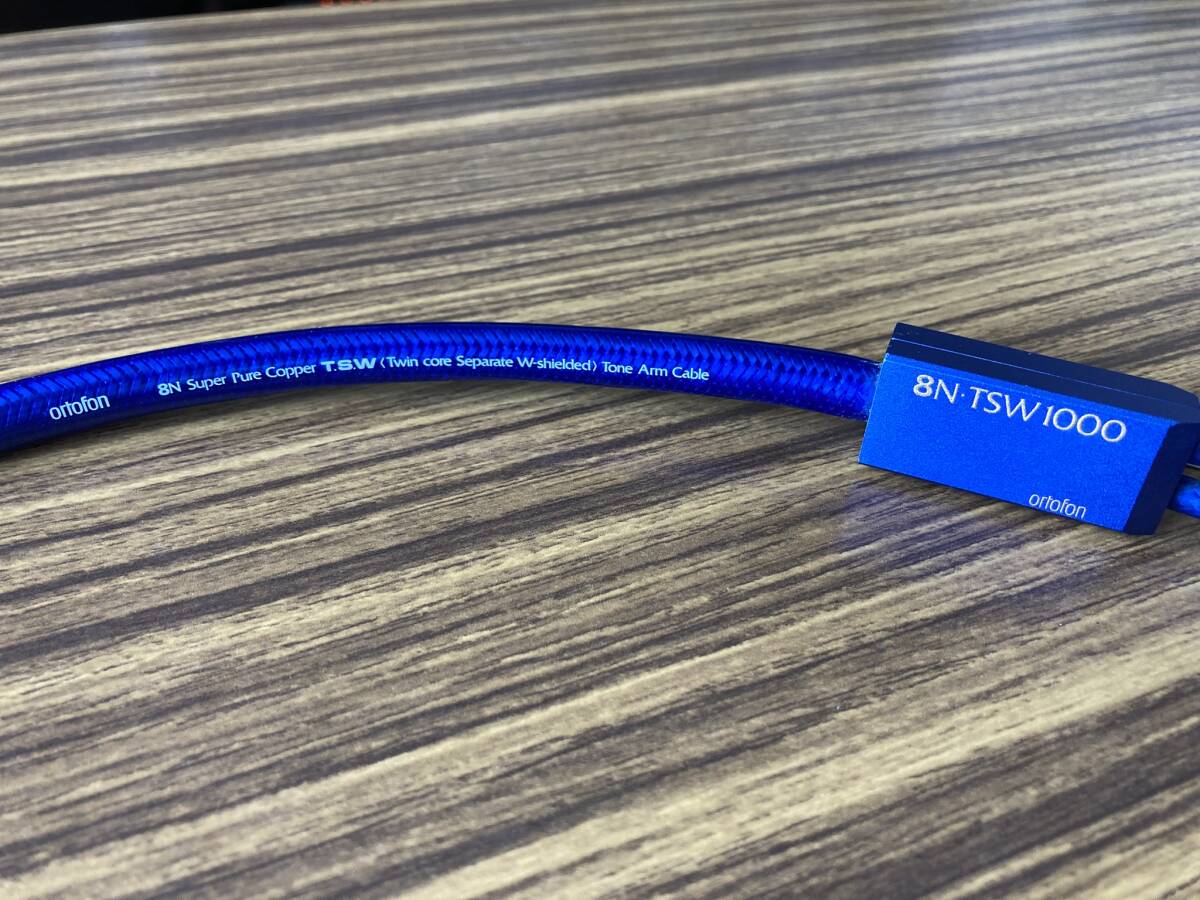 ortofon 8N Super Pure Copper T.S.W (Twin core Separate W-shielded) Tone Arm Cable
8N·TSW1000
ortofon